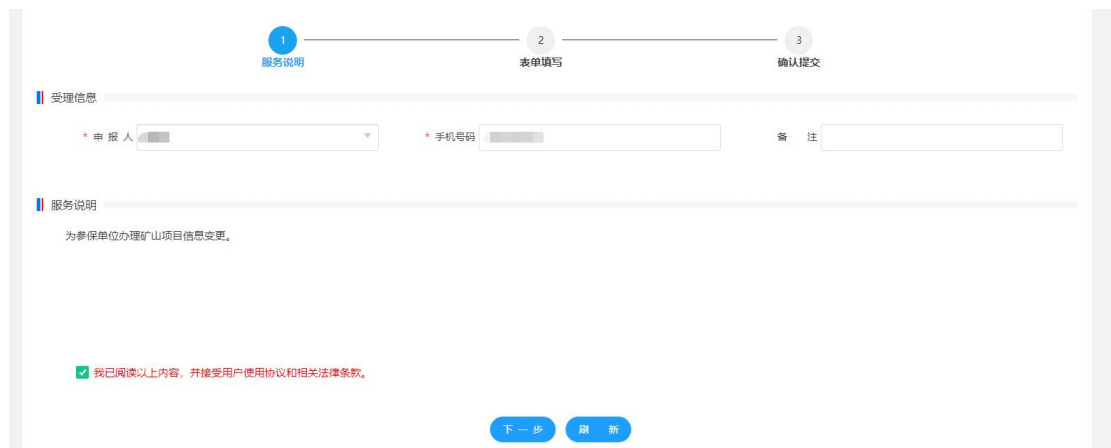 1
2
3
服务说明
表单填写
确认提交
受理信息
* 申报人
* 手机号码
备 注
服务说明
为参保单位办理矿山项目信息变更。
我已阅读以上内容，并接受用户使用协议和相关法律条款。
下一步
刷 新